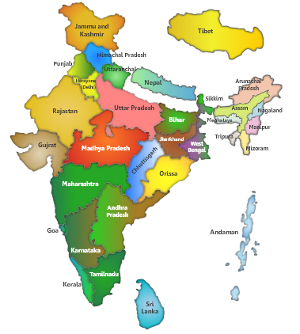 Jammu and
Kashmir
Tibet
Himachal Pradesh
Punjab
Uttaranchal
Haryana
Delhi
Nepal
Arunachal
Pradesh
Sikkim
Rajastan
Uttar Pradesh
Assam
Nagaland
Bihar
Meghalaya
Manipur
Tripura
Mizoram
Gujrat
Madhya Pradesh
Jharkhand
West
Bengal
Chhattisgarh
Orissa
Maharashtra
Andhra
Pradesh
Goa
Andaman
Karnataka
Tamilnadu
Kerala
Sri
Lanka